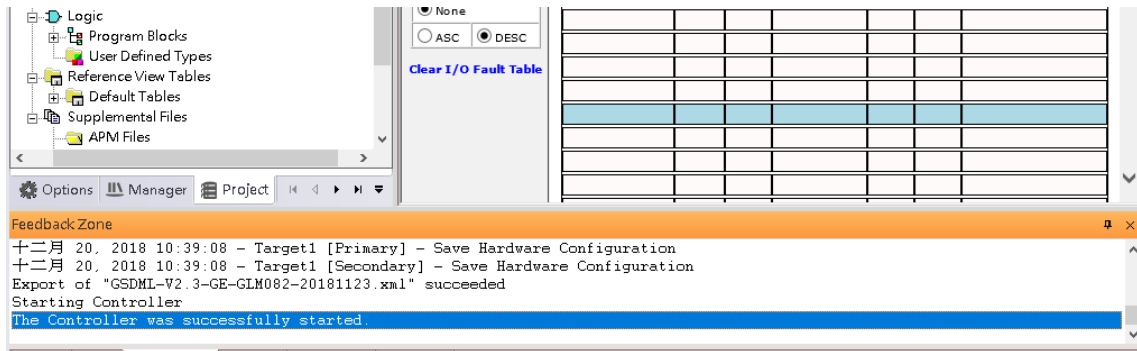 Logic
Program Blocks
User Defined Types
Reference View Tables
Default Tables
Supplemental Files
APM Files
Options Manager Project
None
ASC DESC
Clear I/O Fault Table
Feedback Zone
十二月 20, 2018 10:39:08 - Target1 [Primary] - Save Hardware Configuration
十二月 20, 2018 10:39:08 - Target1 [Secondary] - Save Hardware Configuration
Export of "GSDML-V2.3-GE-GLM082-20181123.xml" succeeded
Starting Controller
The Controller was successfully started.